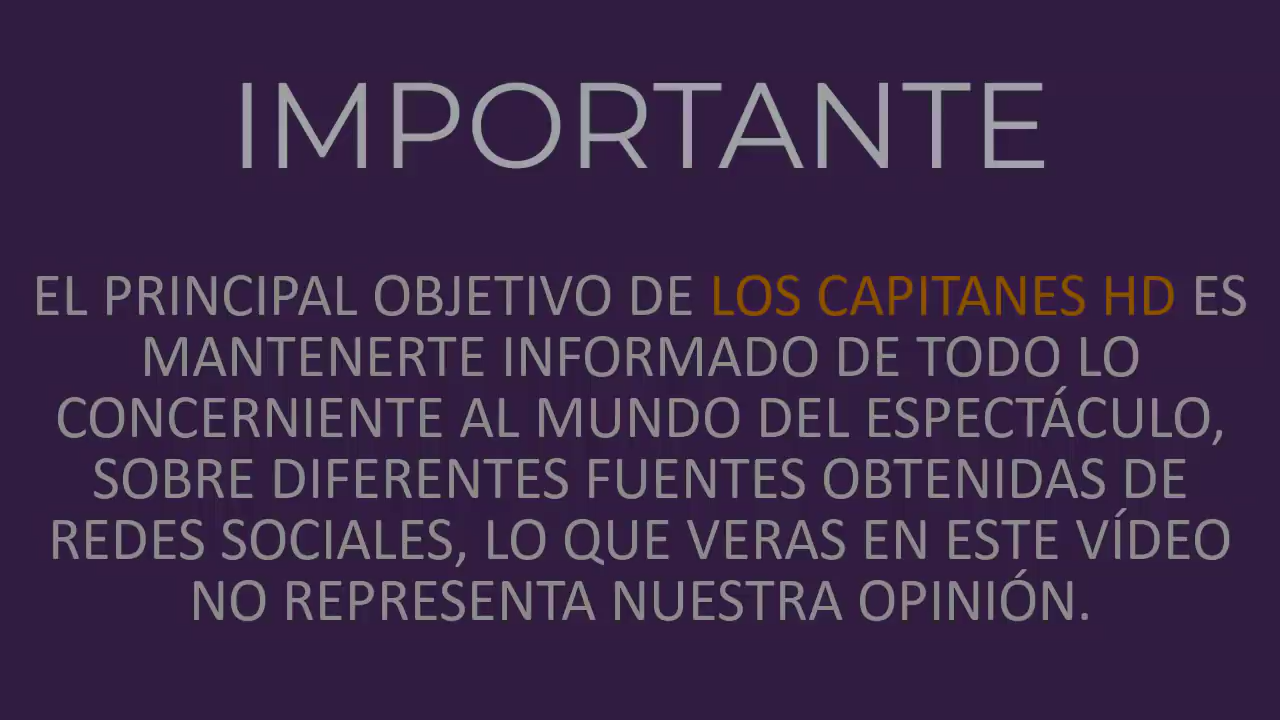 IMPORTANTE
EL PRINCIPAL OBJETIVO DE LOS CAPITANES HD ES
MANTENERTE INFORMADO DE TODO LO
CONCERNIENTE AL MUNDO DEL ESPECTÁCULO,
SOBRE DIFERENTES FUENTES OBTENIDAS DE
REDES SOCIALES, LO QUE VERAS EN ESTE VÍDEO
NO REPRESENTA NUESTRA OPINIÓN.